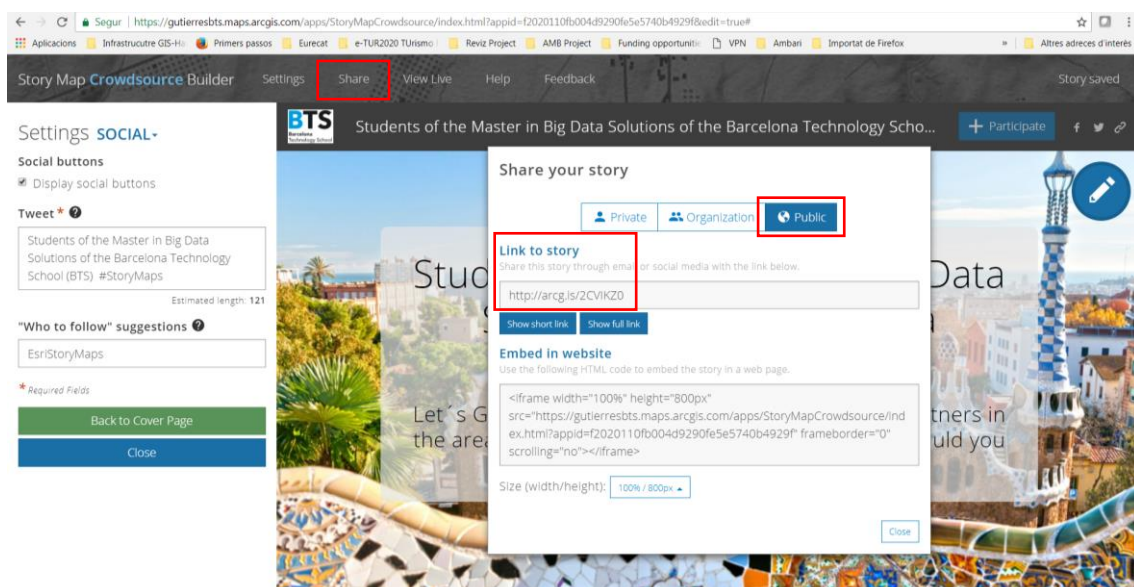 Segur | https://gutierresbts.maps.arcgis.com/apps/StoryMapCrowdsource/index.html?appid=f2020110fb004d9290fe5e5740b4929f&edit=true#
Aplicacions Infrastrucutre GIS-Ha Primers passos Eurecat e-TUR2020 TUrismo Reviz Project AMB Project Funding opportunitie VPN Ambari Importat de Firefox » Altres adreces d'interès
Story Map Crowdsource Builder Settings Share View Live Help Feedback Story saved
BTS
Barcelona
Technology School
Students of the Master in Big Data Solutions of the Barcelona Technology Scho...
+ Participate
Settings SOCIAL
Social buttons
Display social buttons
Tweet *
Students of the Master in Big Data
Solutions of the Barcelona Technology
School (BTS) #StoryMaps
Estimated length: 121
"Who to follow" suggestions
EsriStoryMaps
* Required Fields
Back to Cover Page
Close
Share your story
Private Organization Public
Link to story
Share this story through email or social media with the link below.
http://arcg.is/2CVIKZ0
Show short link Show full link
Embed in website
Use the following HTML code to embed the story in a web page.
<iframe width="100%" height="800px"
src="https://gutierresbts.maps.arcgis.com/apps/StoryMapCrowdsource/ind
ex.html?appid=f2020110fb004d9290fe5e5740b4929f" frameborder="0"
scrolling="no"></iframe>
Size (width/height): 100% / 800px
Close
Stud Data
Let´s G tners in
the area uld you